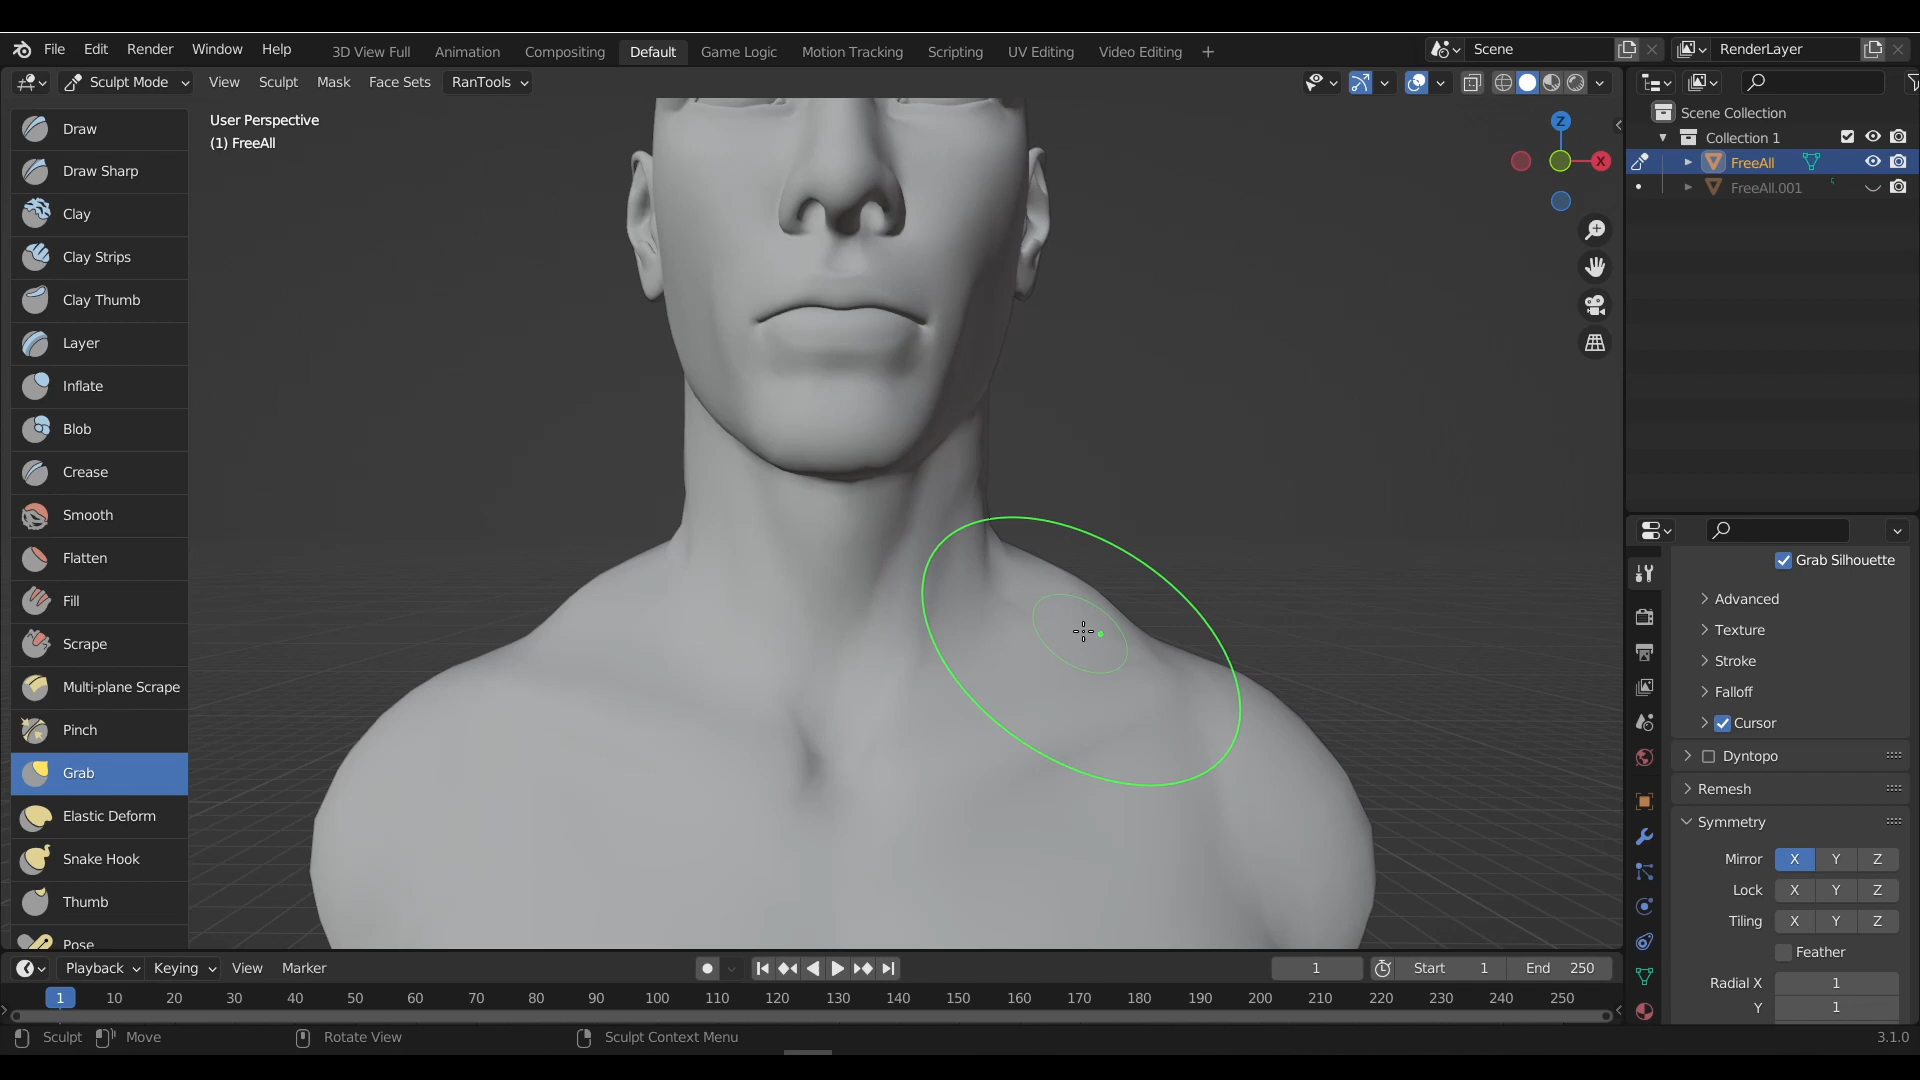 File Edit Render Window Help 3D View Full Animation Compositing Default Game Logic Motion Tracking Scripting UV Editing Video Editing + Scene RenderLayer
Sculpt Mode View Sculpt Mask Face Sets RanTools
User Perspective
(1) FreeAll
Draw
Draw Sharp
Clay
Clay Strips
Clay Thumb
Layer
Inflate
Blob
Crease
Smooth
Flatten
Fill
Scrape
Multi-plane Scrape
Pinch
Grab
Elastic Deform
Snake Hook
Thumb
Pose
Z
X
Scene Collection
Collection 1
FreeAll
FreeAll.001
Grab Silhouette
Advanced
Texture
Stroke
Falloff
Cursor
Dyntopo
Remesh
Symmetry
Mirror X Y Z
Lock X Y Z
Tiling X Y Z
Feather
Radial X 1
Y 1
Playback Keying View Marker 1 Start 1 End 250
1 10 20 30 40 50 60 70 80 90 100 110 120 130 140 150 160 170 180 190 200 210 220 230 240 250
Sculpt Move Rotate View Sculpt Context Menu 3.1.0